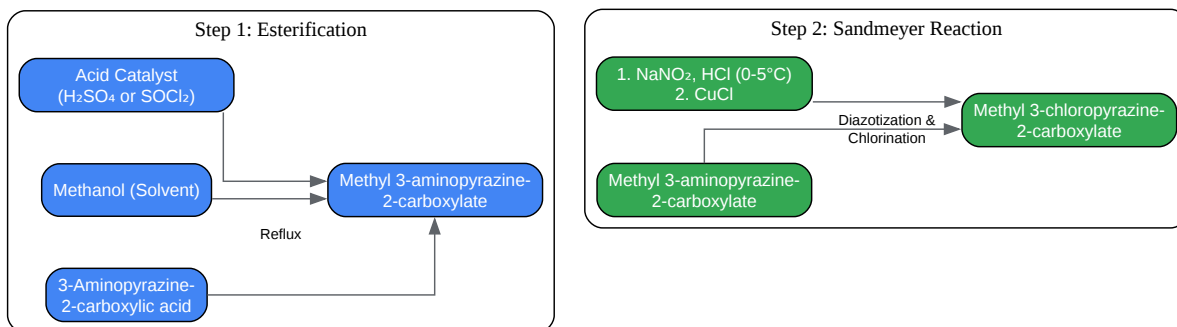 Step 1: Esterification
Acid Catalyst
(H₂SO₄ or SOCl₂)
Methanol (Solvent)
Methyl 3-aminopyrazine-
2-carboxylate
Reflux
3-Aminopyrazine-
2-carboxylic acid
Step 2: Sandmeyer Reaction
1. NaNO₂, HCl (0-5°C)
2. CuCl
Diazotization &
Chlorination
Methyl 3-chloropyrazine-
2-carboxylate
Methyl 3-aminopyrazine-
2-carboxylate